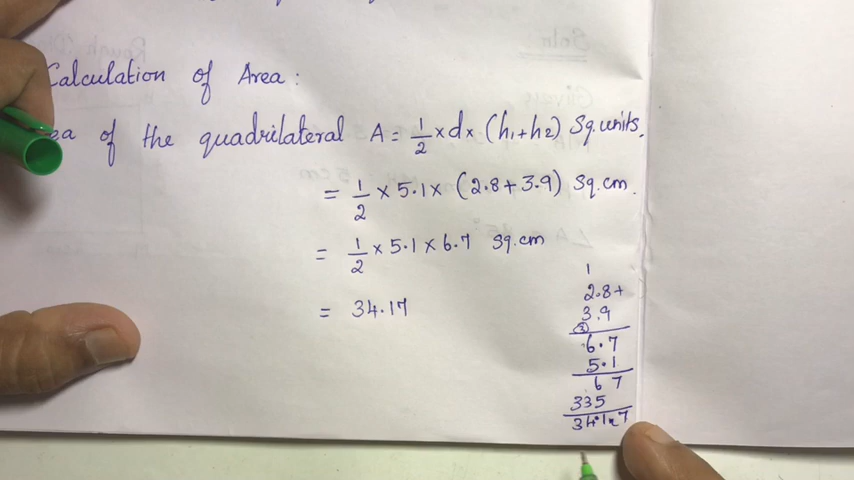 Calculation of Area:
of the quadrilateral A = 1/2 × d × (h1 + h2) Sq.units.
= 1/2 × 5.1 × (2.8 + 3.9) Sq.cm.
= 1/2 × 5.1 × 6.7 Sq.cm
= 34.17
1
2.8+
3.9
6.7
5.1
67
335
34.17